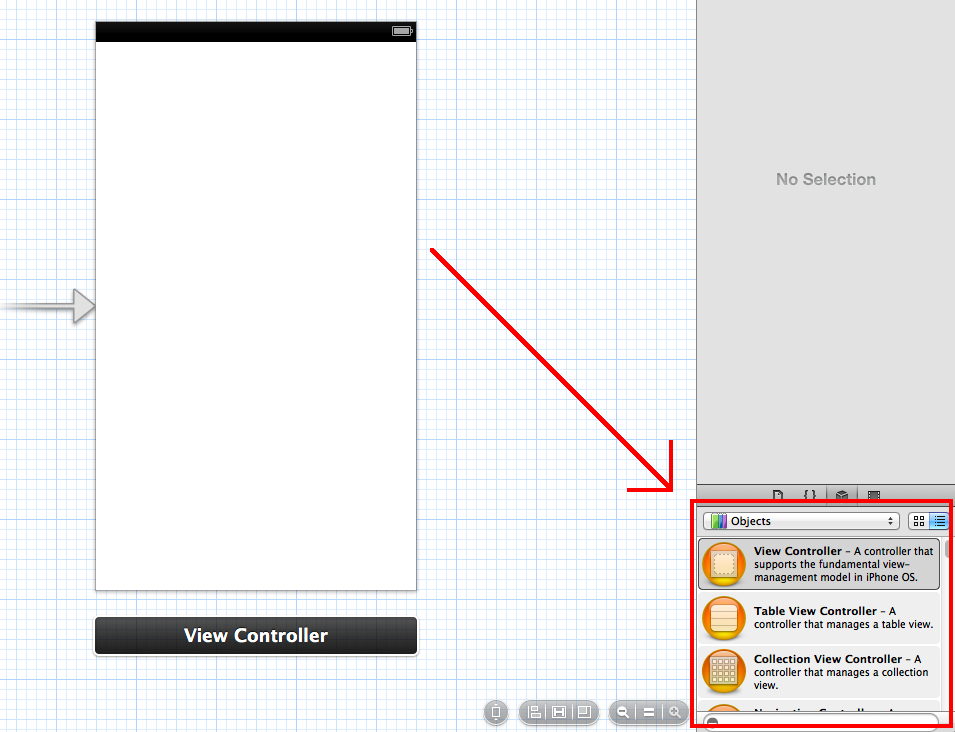 No Selection
{ }
Objects
View Controller – A controller that
supports the fundamental view-
management model in iPhone OS.
Table View Controller – A
controller that manages a table view.
Collection View Controller – A
controller that manages a collection
view.
View Controller